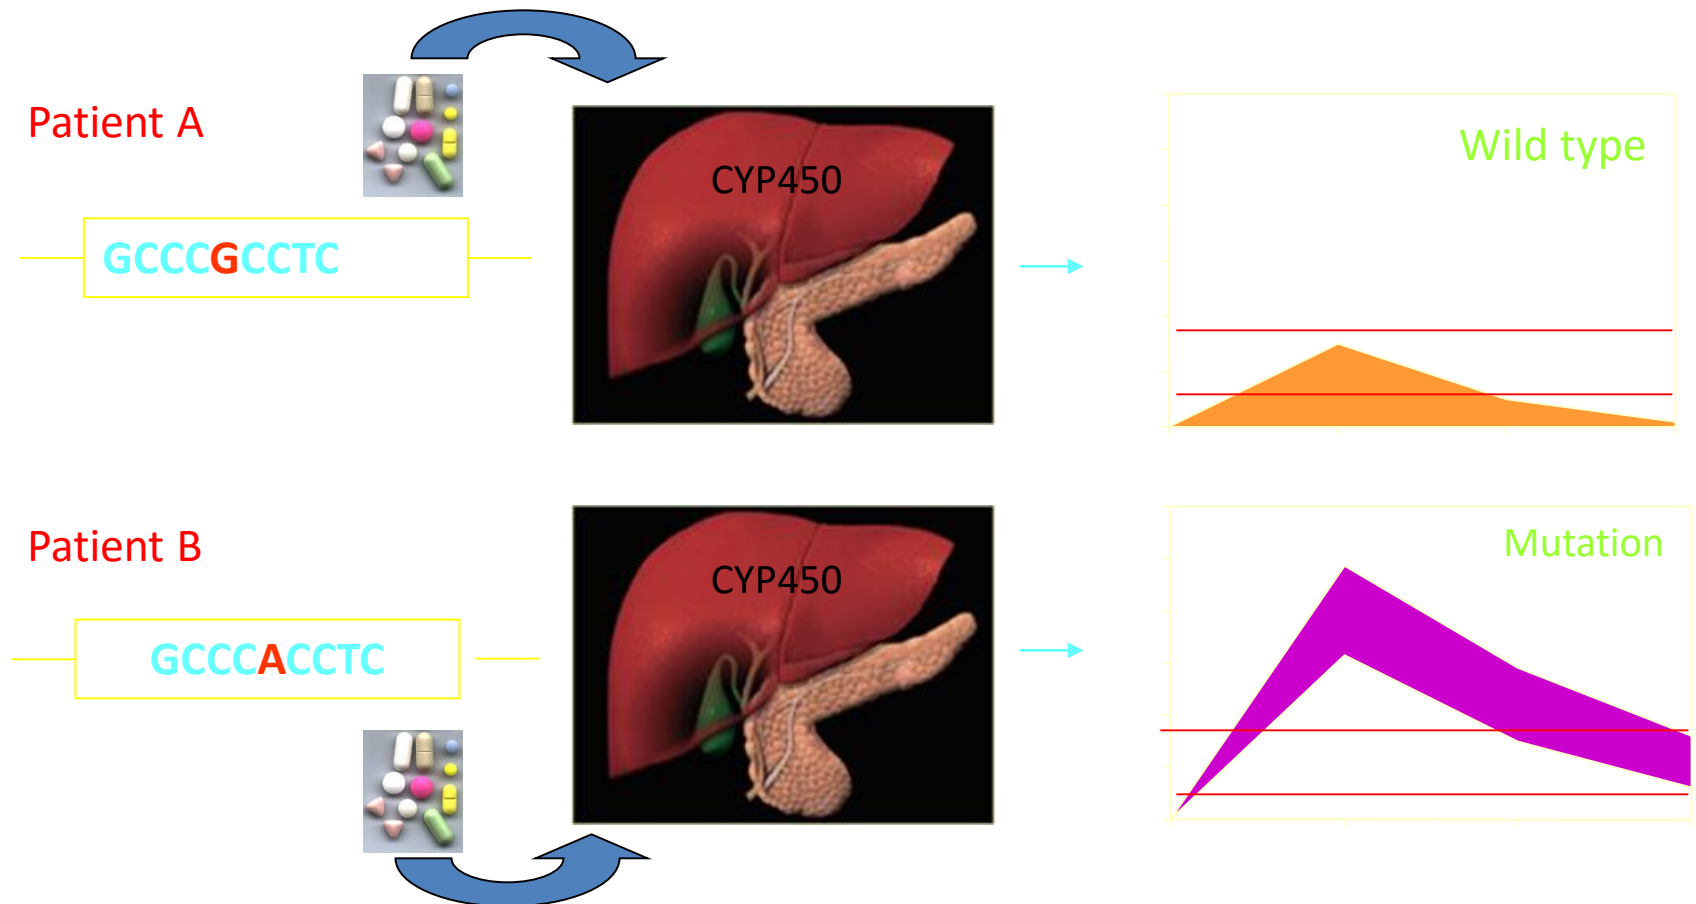 Patient A
CYP450
Wild type
GCCCGCCTC
Patient B
CYP450
Mutation
GCCCACCTC